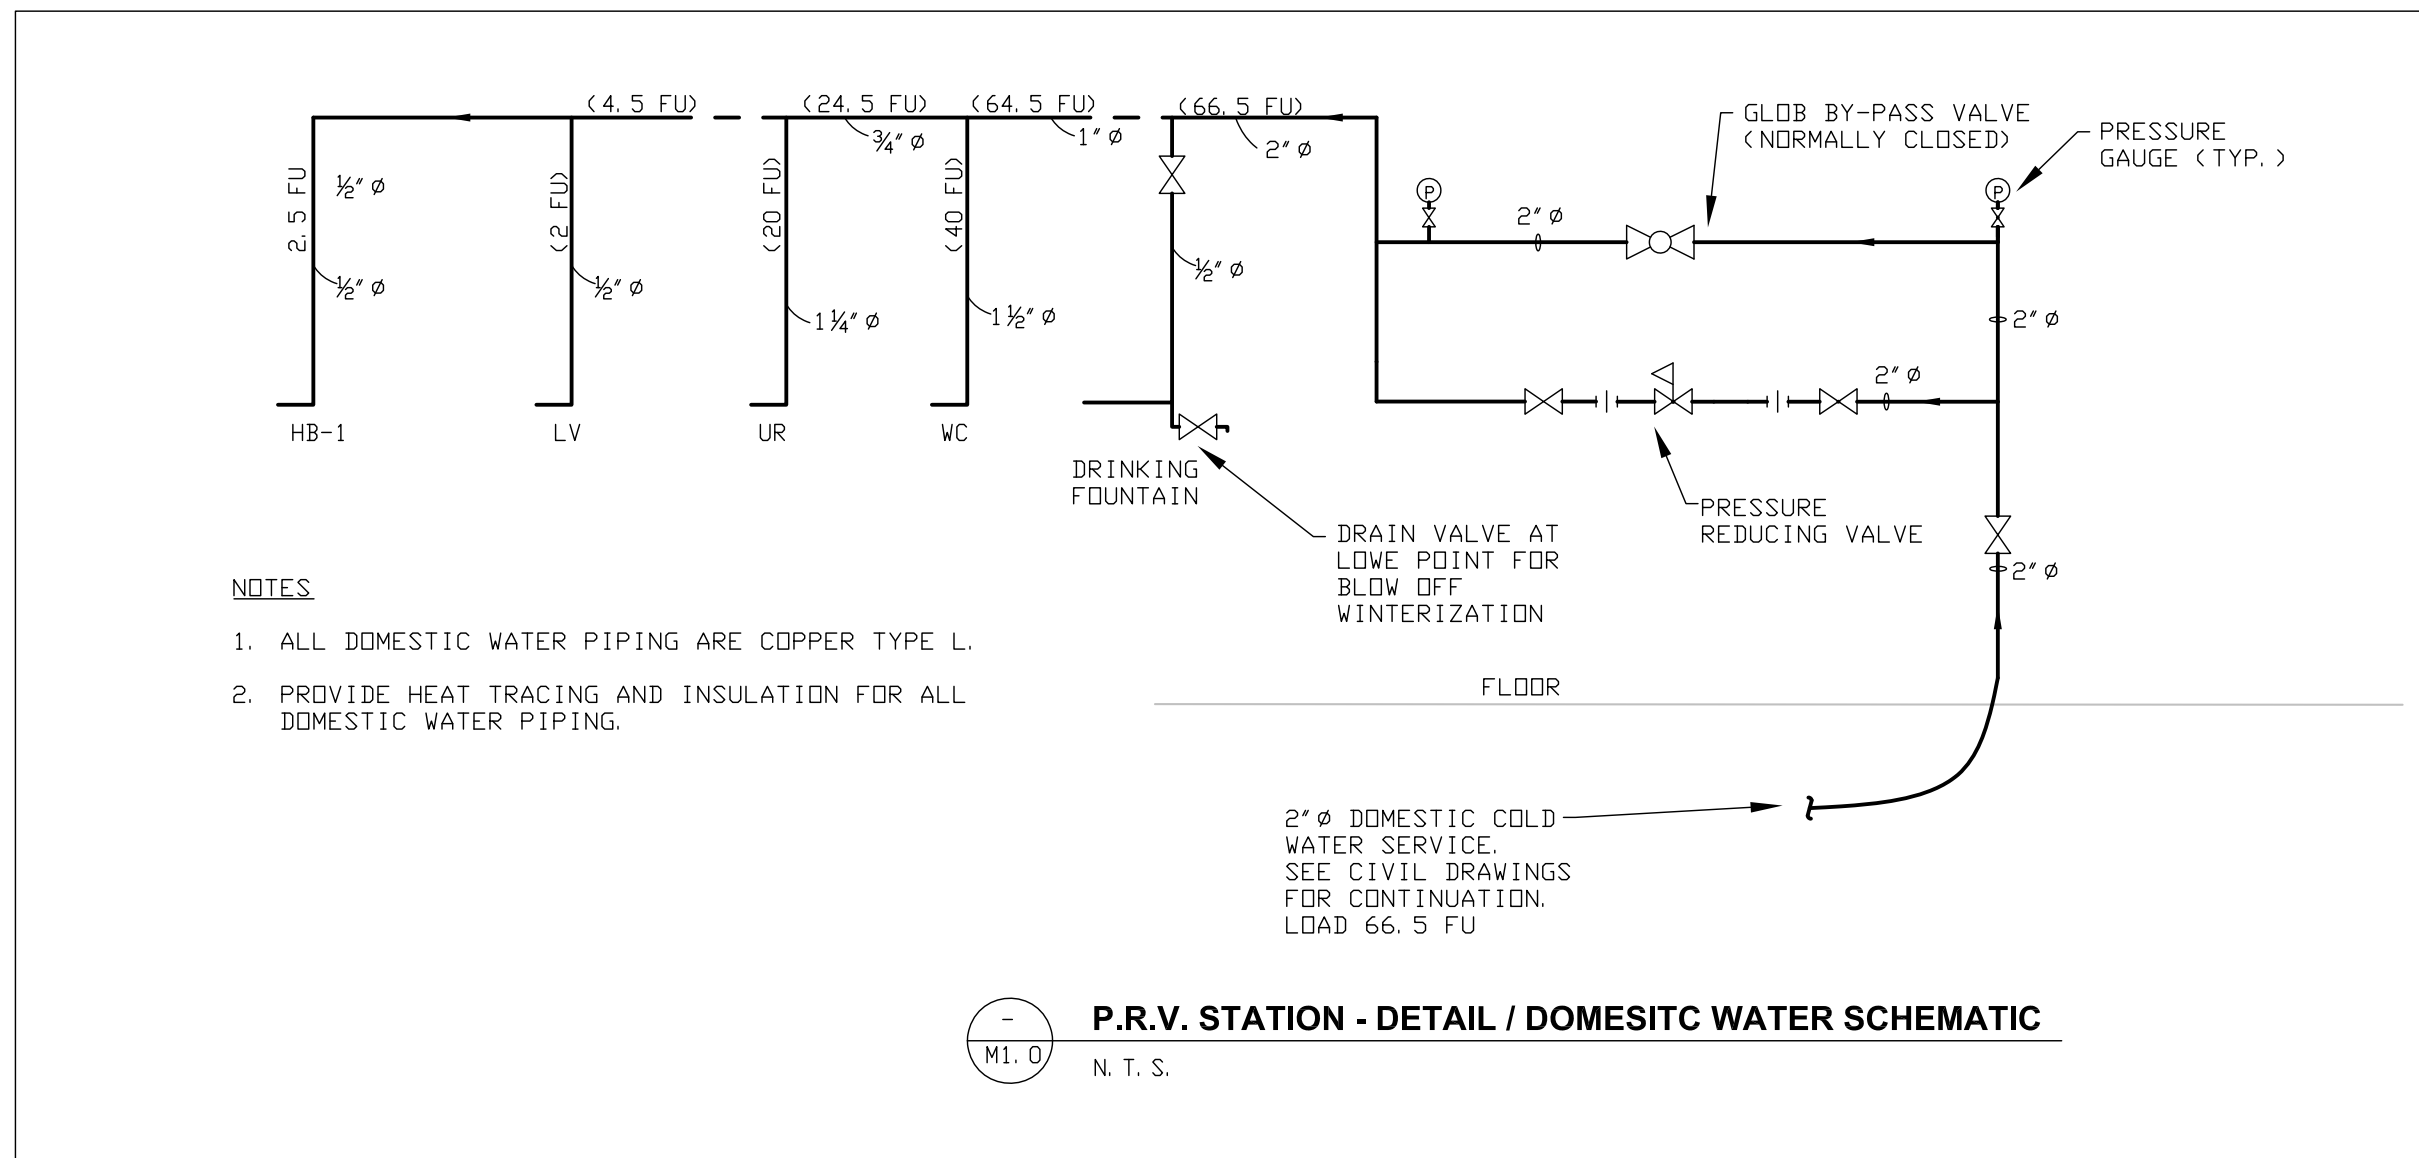 (4.5 FU)
(24.5 FU)
(64.5 FU)
(66.5 FU)
¾" Ø
1" Ø
2" Ø
2.5 FU
½" Ø
½" Ø
(2 FU)
½" Ø
(20 FU)
1¼" Ø
(40 FU)
1½" Ø
½" Ø
HB-1
LV
UR
WC
DRINKING
FOUNTAIN
GLOB BY-PASS VALVE
(NORMALLY CLOSED)
PRESSURE
GAUGE (TYP.)
P
P
2" Ø
2" Ø
2" Ø
2" Ø
PRESSURE
REDUCING VALVE
DRAIN VALVE AT
LOWE POINT FOR
BLOW OFF
WINTERIZATION
NOTES
1. ALL DOMESTIC WATER PIPING ARE COPPER TYPE L.
2. PROVIDE HEAT TRACING AND INSULATION FOR ALL
DOMESTIC WATER PIPING.
FLOOR
2" Ø DOMESTIC COLD
WATER SERVICE.
SEE CIVIL DRAWINGS
FOR CONTINUATION.
LOAD 66.5 FU
-
M1.0
P.R.V. STATION - DETAIL / DOMESITC WATER SCHEMATIC
N.T.S.